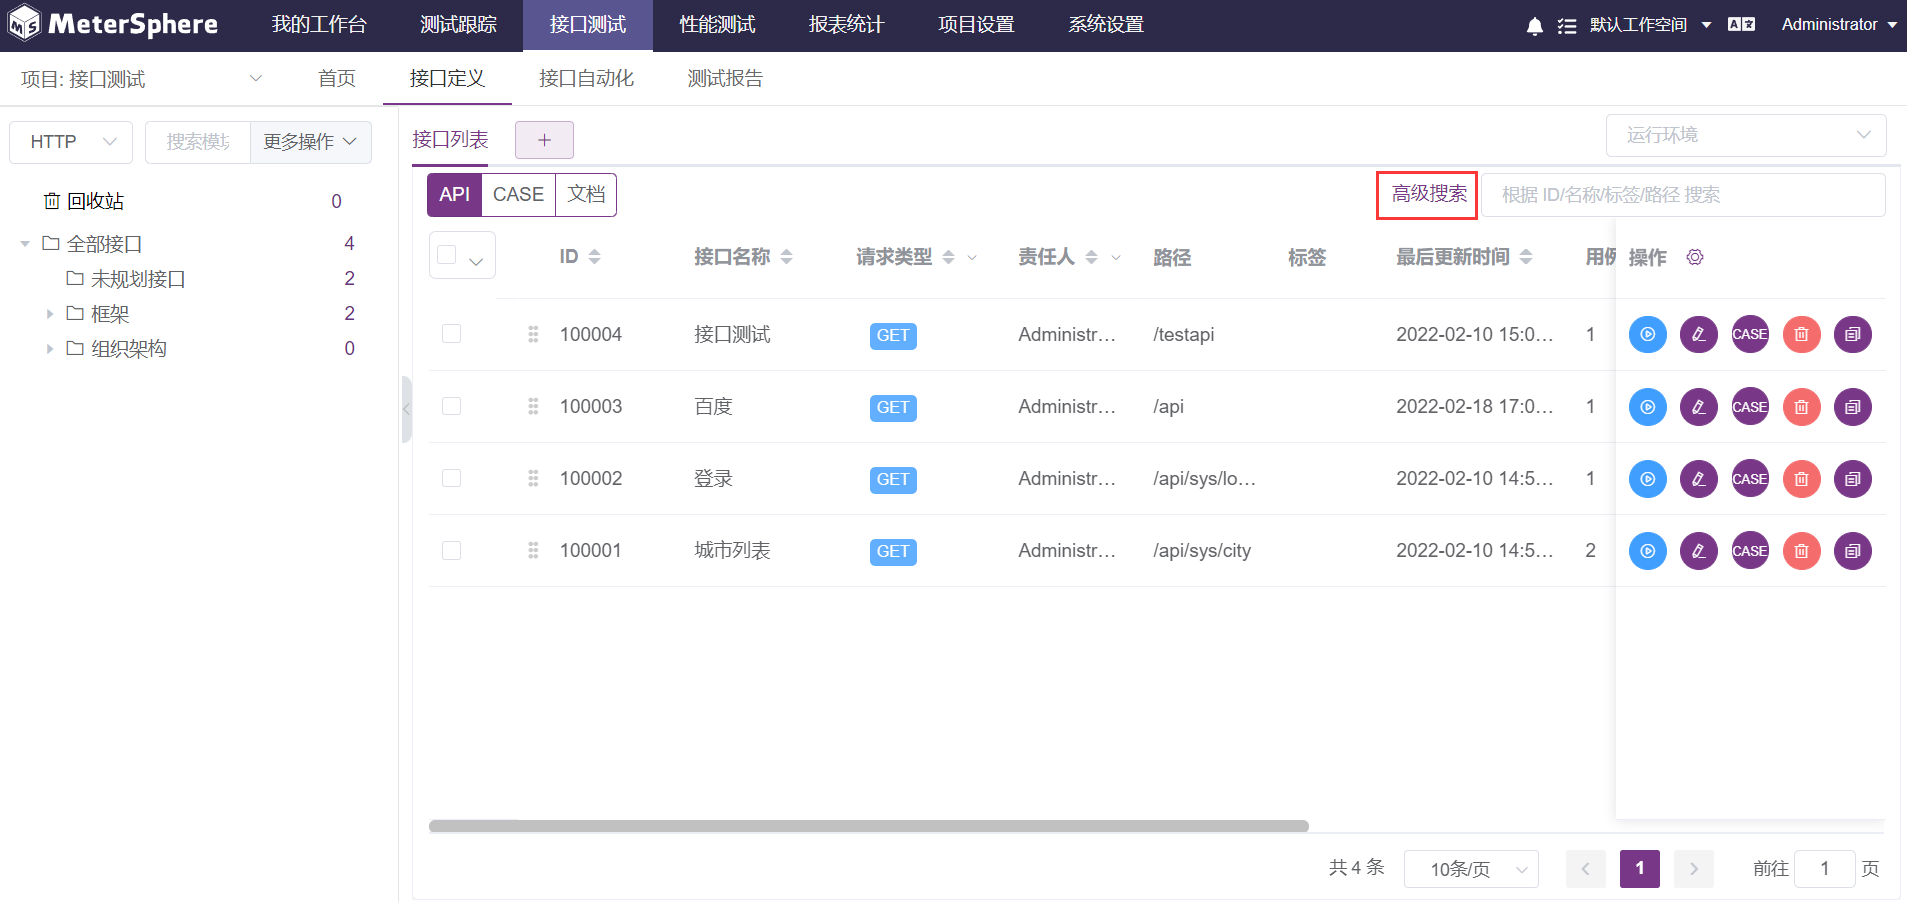 MeterSphere 我的工作台 测试跟踪 接口测试 性能测试 报表统计 项目设置 系统设置 默认工作空间 Administrator
项目: 接口测试 首页 接口定义 接口自动化 测试报告
HTTP 搜索模块 更多操作
回收站 0
全部接口 4
未规划接口 2
框架 2
组织架构 0
接口列表 + 运行环境
API CASE 文档 高级搜索 根据 ID/名称/标签/路径 搜索
ID 接口名称 请求类型 责任人 路径 标签 最后更新时间 用例 操作
100004 接口测试 GET Administr… /testapi 2022-02-10 15:0… 1 CASE
100003 百度 GET Administr… /api 2022-02-18 17:0… 1 CASE
100002 登录 GET Administr… /api/sys/lo… 2022-02-10 14:5… 1 CASE
100001 城市列表 GET Administr… /api/sys/city 2022-02-10 14:5… 2 CASE
共 4 条 10条/页 1 前往 1 页